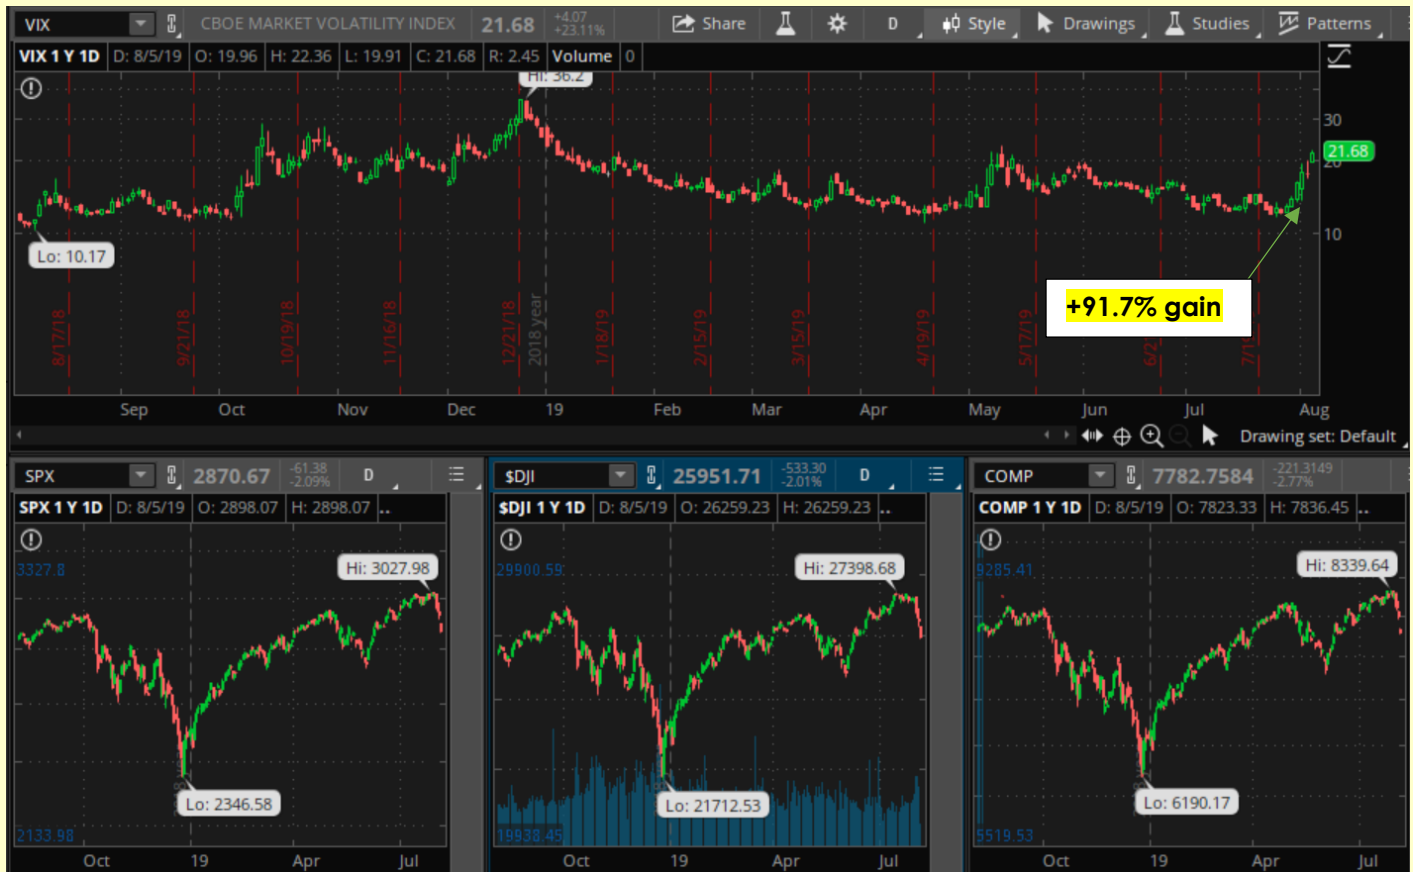 VIX CBOE MARKET VOLATILITY INDEX 21.68 +4.07 +23.11% Share D Style Drawings Studies Patterns
VIX 1 Y 1D D: 8/5/19 O: 19.96 H: 22.36 L: 19.91 C: 21.68 R: 2.45 Volume 0
Hi: 36.2
30
21.68
20
10
Lo: 10.17
+91.7% gain
8/17/18 9/21/18 10/19/18 11/16/18 12/21/18 2018 year 1/18/19 2/15/19 3/15/19 4/19/19 5/17/19
Sep Oct Nov Dec 19 Feb Mar Apr May Jun Jul Aug
Drawing set: Default
SPX 2870.67 -61.38 -2.09% D
SPX 1 Y 1D D: 8/5/19 O: 2898.07 H: 2898.07 ..
Hi: 3027.98
3327.8
Lo: 2346.58
2133.98
Oct 19 Apr Jul
$DJI 25951.71 -533.30 -2.01% D
$DJI 1 Y 1D D: 8/5/19 O: 26259.23 H: 26259.23 ..
Hi: 27398.68
29900.59
Lo: 21712.53
19938.45
Oct 19 Apr Jul
COMP 7782.7584 -221.3149 -2.77%
COMP 1 Y 1D D: 8/5/19 O: 7823.33 H: 7836.45 ..
Hi: 8339.64
9285.41
Lo: 6190.17
5519.53
Oct 19 Apr Jul